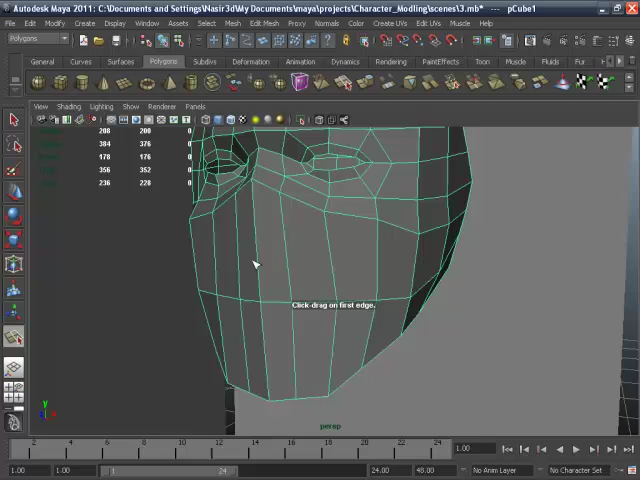 Autodesk Maya 2011: C:\Documents and Settings\Nasir3d\My Documents\maya\projects\Character_Modling\scenes\3.mb* --- pCube1
File Edit Modify Create Display Window Assets Select Mesh Edit Mesh Proxy Normals Color Create UVs Edit UVs Muscle Help
Polygons
General Curves Surfaces Polygons Subdivs Deformation Animation Dynamics Rendering PaintEffects Toon Muscle Fluids Fur
View Shading Lighting Show Renderer Panels
208 200 0
384 376 0
178 176 0
356 352 0
236 228 0
Click-drag on first edge.
persp
y
2 4 6 8 10 12 14 16 18 20 22 24
1.00
1.00 1.00 1 24 24.00 48.00 No Anim Layer No Character Set